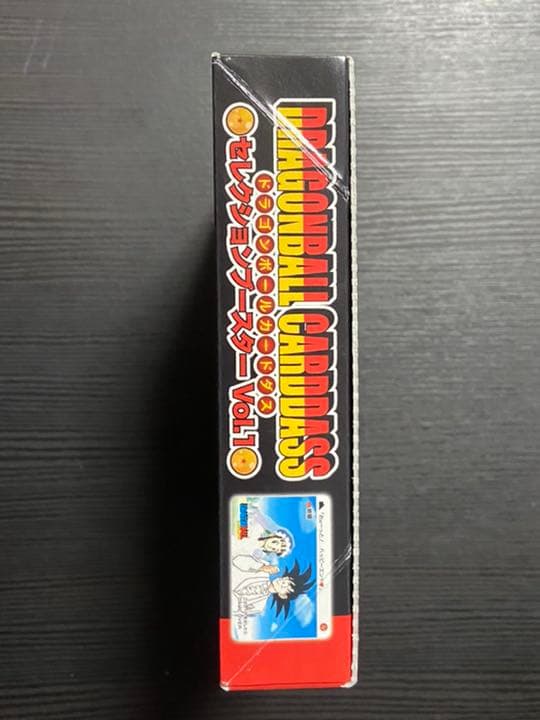 DRAGONBALL CARDDASS
ドラゴンボールカードダス
セレクションブースター Vol.1